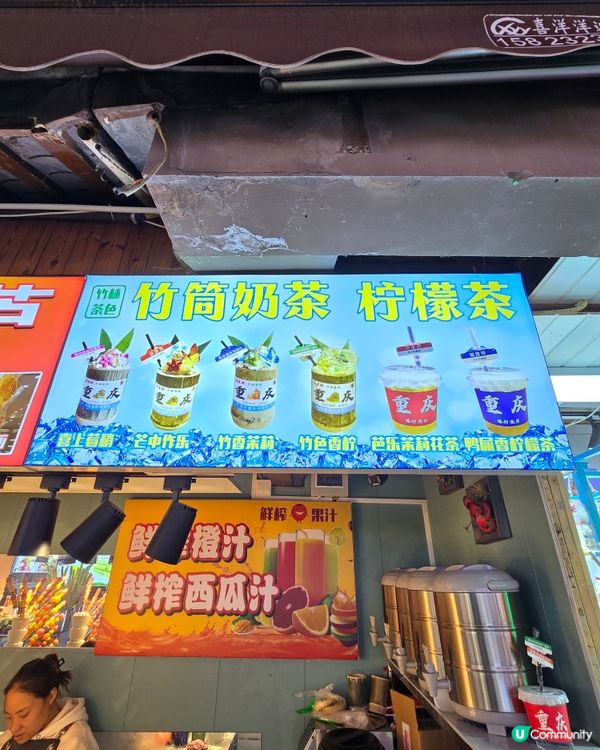 喜洋洋
竹林
茶色
竹筒奶茶 柠檬茶
重庆
重庆
重庆
重庆
重庆
重庆
喜上莓梢
芒中作乐
竹香茉莉
竹色香柠
芭乐茉莉花茶
鸭屎香柠檬茶
鲜榨果汁
鲜榨橙汁
鲜榨西瓜汁
重庆
U Community